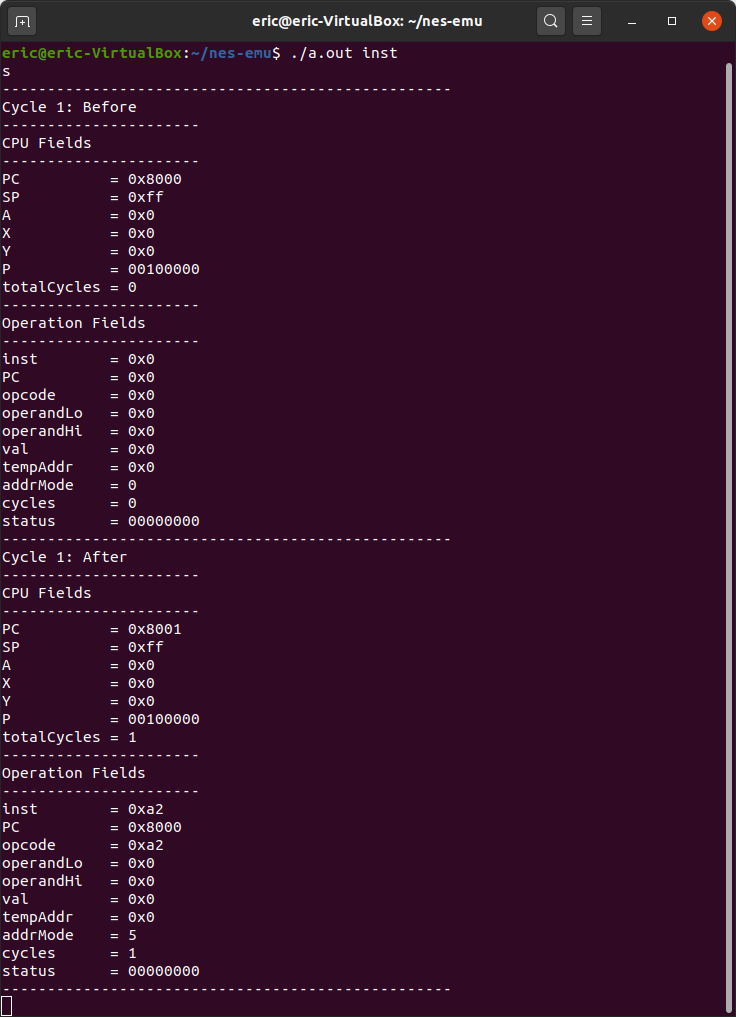 eric@eric-VirtualBox: ~/nes-emu
eric@eric-VirtualBox:~/nes-emu$ ./a.out inst
s
--------------------------------------------------
Cycle 1: Before
----------------------
CPU Fields
----------------------
PC          = 0x8000
SP          = 0xff
A           = 0x0
X           = 0x0
Y           = 0x0
P           = 00100000
totalCycles = 0
----------------------
Operation Fields
----------------------
inst        = 0x0
PC          = 0x0
opcode      = 0x0
operandLo   = 0x0
operandHi   = 0x0
val         = 0x0
tempAddr    = 0x0
addrMode    = 0
cycles      = 0
status      = 00000000
--------------------------------------------------
Cycle 1: After
----------------------
CPU Fields
----------------------
PC          = 0x8001
SP          = 0xff
A           = 0x0
X           = 0x0
Y           = 0x0
P           = 00100000
totalCycles = 1
----------------------
Operation Fields
----------------------
inst        = 0xa2
PC          = 0x8000
opcode      = 0xa2
operandLo   = 0x0
operandHi   = 0x0
val         = 0x0
tempAddr    = 0x0
addrMode    = 5
cycles      = 1
status      = 00000000
--------------------------------------------------